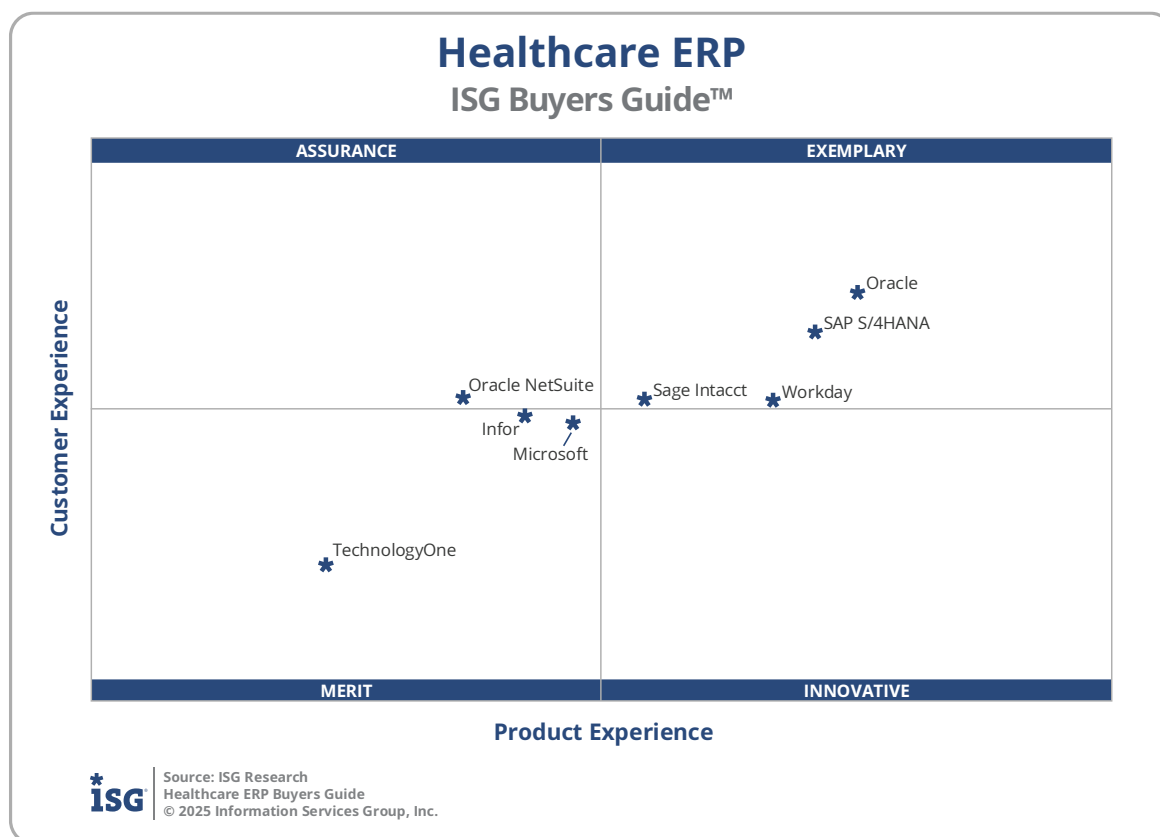 Healthcare ERP
ISG Buyers Guide™
ASSURANCE
EXEMPLARY
Oracle
SAP S/4HANA
Oracle NetSuite
Sage Intacct
Workday
Infor
Microsoft
TechnologyOne
Customer Experience
MERIT
INNOVATIVE
Product Experience
ISG
Source: ISG Research
Healthcare ERP Buyers Guide
© 2025 Information Services Group, Inc.